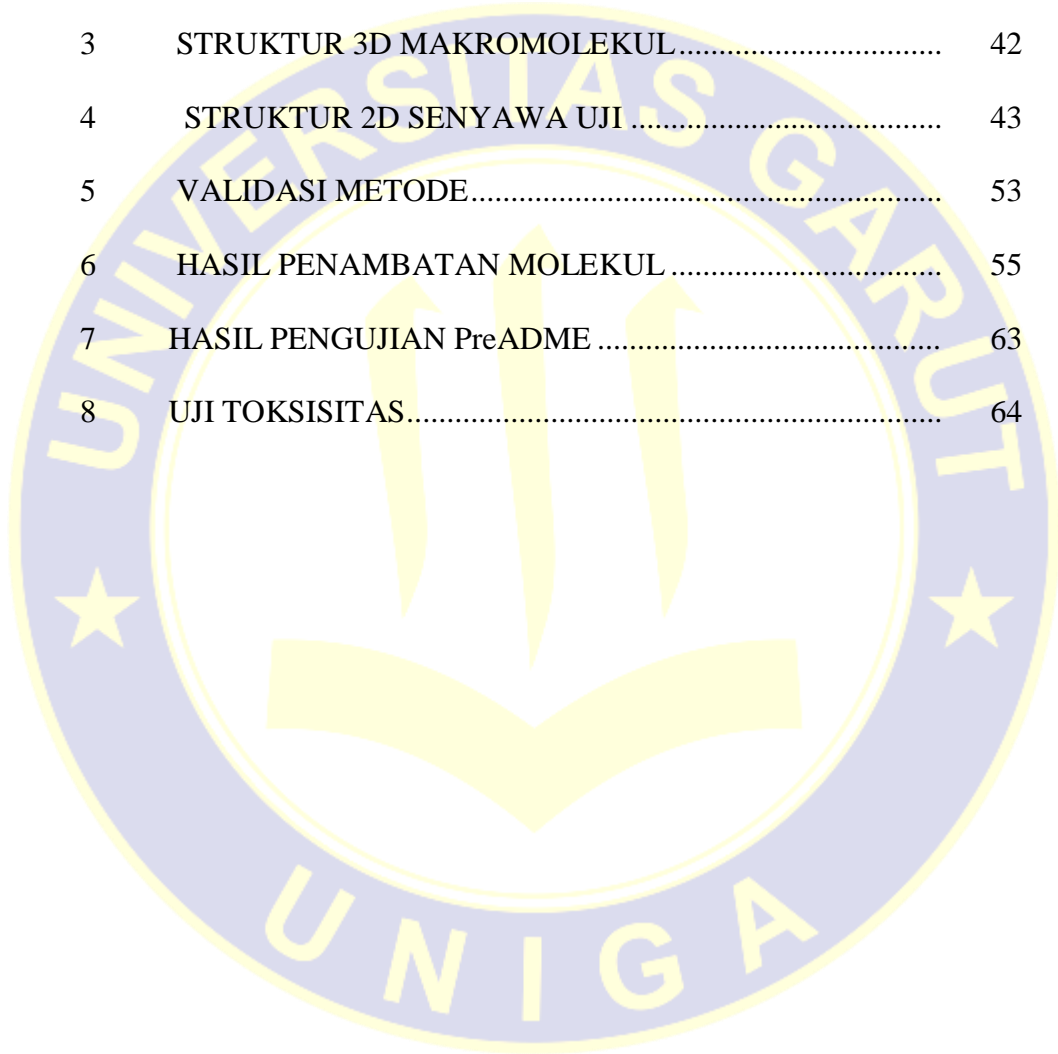 3 STRUKTUR 3D MAKROMOLEKUL ................................ 42
4 STRUKTUR 2D SENYAWA UJI ...................................... 43
5 VALIDASI METODE ......................................................... 53
6 HASIL PENAMBATAN MOLEKUL ................................. 55
7 HASIL PENGUJIAN PreADME .......................................... 63
8 UJI TOKSISITAS ................................................................. 64
UNIVERSITAS GARUT
UNIGA